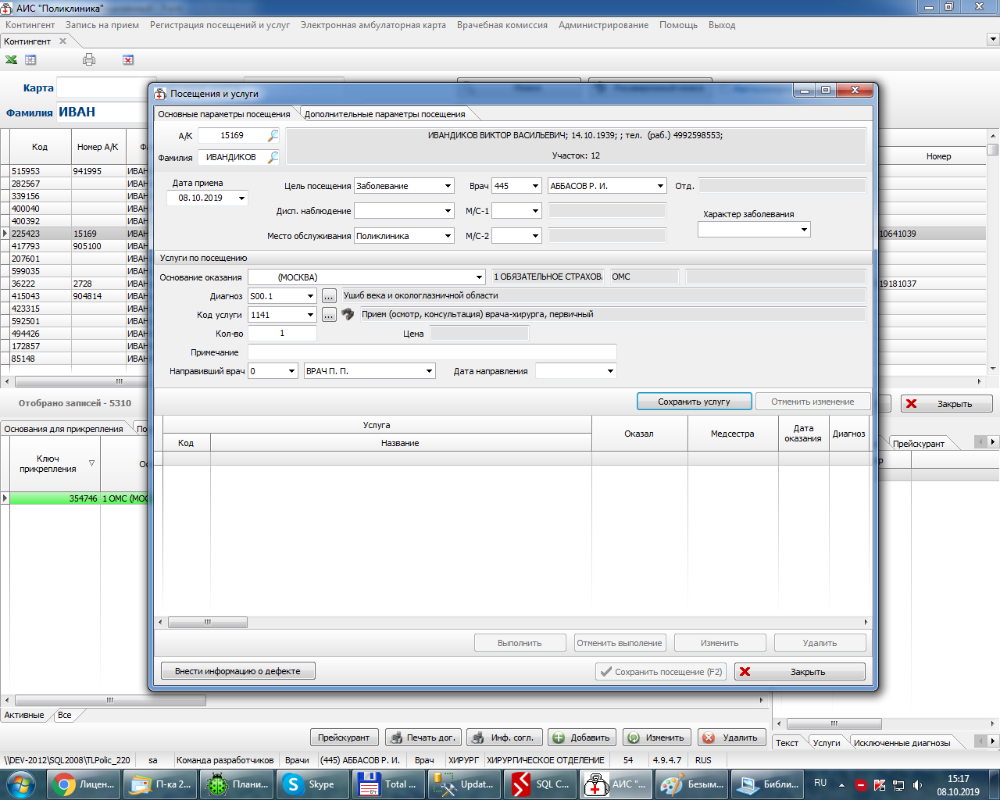 АИС "Поликлиника"
Контингент Запись на прием Регистрация посещений и услуг Электронная амбулаторная карта Врачебная комиссия Администрирование Помощь Выход
Контингент
Карта
Фамилия ИВАН
Код Номер А/К
Номер
515953 941995 ИВАН
282567 ИВАН
339156 ИВАН
400040 ИВАН
400392 ИВАН
225423 15169 ИВАН 10641039
417793 905100 ИВАН
207601 ИВАН
599035 ИВАН
36222 2728 ИВАН 19181037
415043 904814 ИВАН
423315 ИВАН
592501 ИВАН
494426 ИВАН
172857 ИВАН
85148 ИВАН
Отобрано записей - 5310
Закрыть
Основания для прикрепления
Прейскурант
Ключ прикрепления
354746 1 ОМС (МОС
Посещения и услуги
Основные параметры посещения Дополнительные параметры посещения
А/К 15169 ИВАНДИКОВ ВИКТОР ВАСИЛЬЕВИЧ; 14.10.1939; ; тел. (раб.) 4992598553;
Фамилия ИВАНДИКОВ Участок: 12
Дата приема
08.10.2019
Цель посещения Заболевание Врач 445 АББАСОВ Р. И. Отд.
Дисп. наблюдение М/С-1
Характер заболевания
Место обслуживания Поликлиника М/С-2
Услуги по посещению
Основание оказания (МОСКВА) 1 ОБЯЗАТЕЛЬНОЕ СТРАХОВА ОМС
Диагноз S00.1 ... Ушиб века и окологлазничной области
Код услуги 1141 ... Прием (осмотр, консультация) врача-хирурга, первичный
Кол-во 1 Цена
Примечание
Направивший врач 0 ВРАЧ П. П. Дата направления
Сохранить услугу Отменить изменение
Услуга Оказал Медсестра Дата оказания Диагноз
Код Название
Выполнить Отменить выполение Изменить Удалить
Внести информацию о дефекте Сохранить посещение (F2) Закрыть
Активные Все
Прейскурант Печать дог. Инф. согл. Добавить Изменить Удалить
Текст Услуги Исключенные диагнозы
\\DEV-2012\SQL2008\TLPolic_220 sa Команда разработчиков Врачи (445) АББАСОВ Р. И. Врач ХИРУРГ ХИРУРГИЧЕСКОЕ ОТДЕЛЕНИЕ 54 4.9.4.7 RUS
Лицен... П-ка 2... Плани... Skype Total ... Updat... SQL C... АИС "... Безым... Библи... RU 15:17
08.10.2019